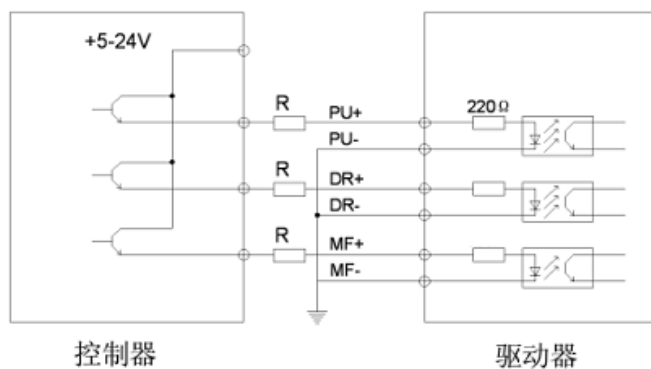 +5-24V
R
PU+
220Ω
PU-
R
DR+
DR-
R
MF+
MF-
控制器
驱动器